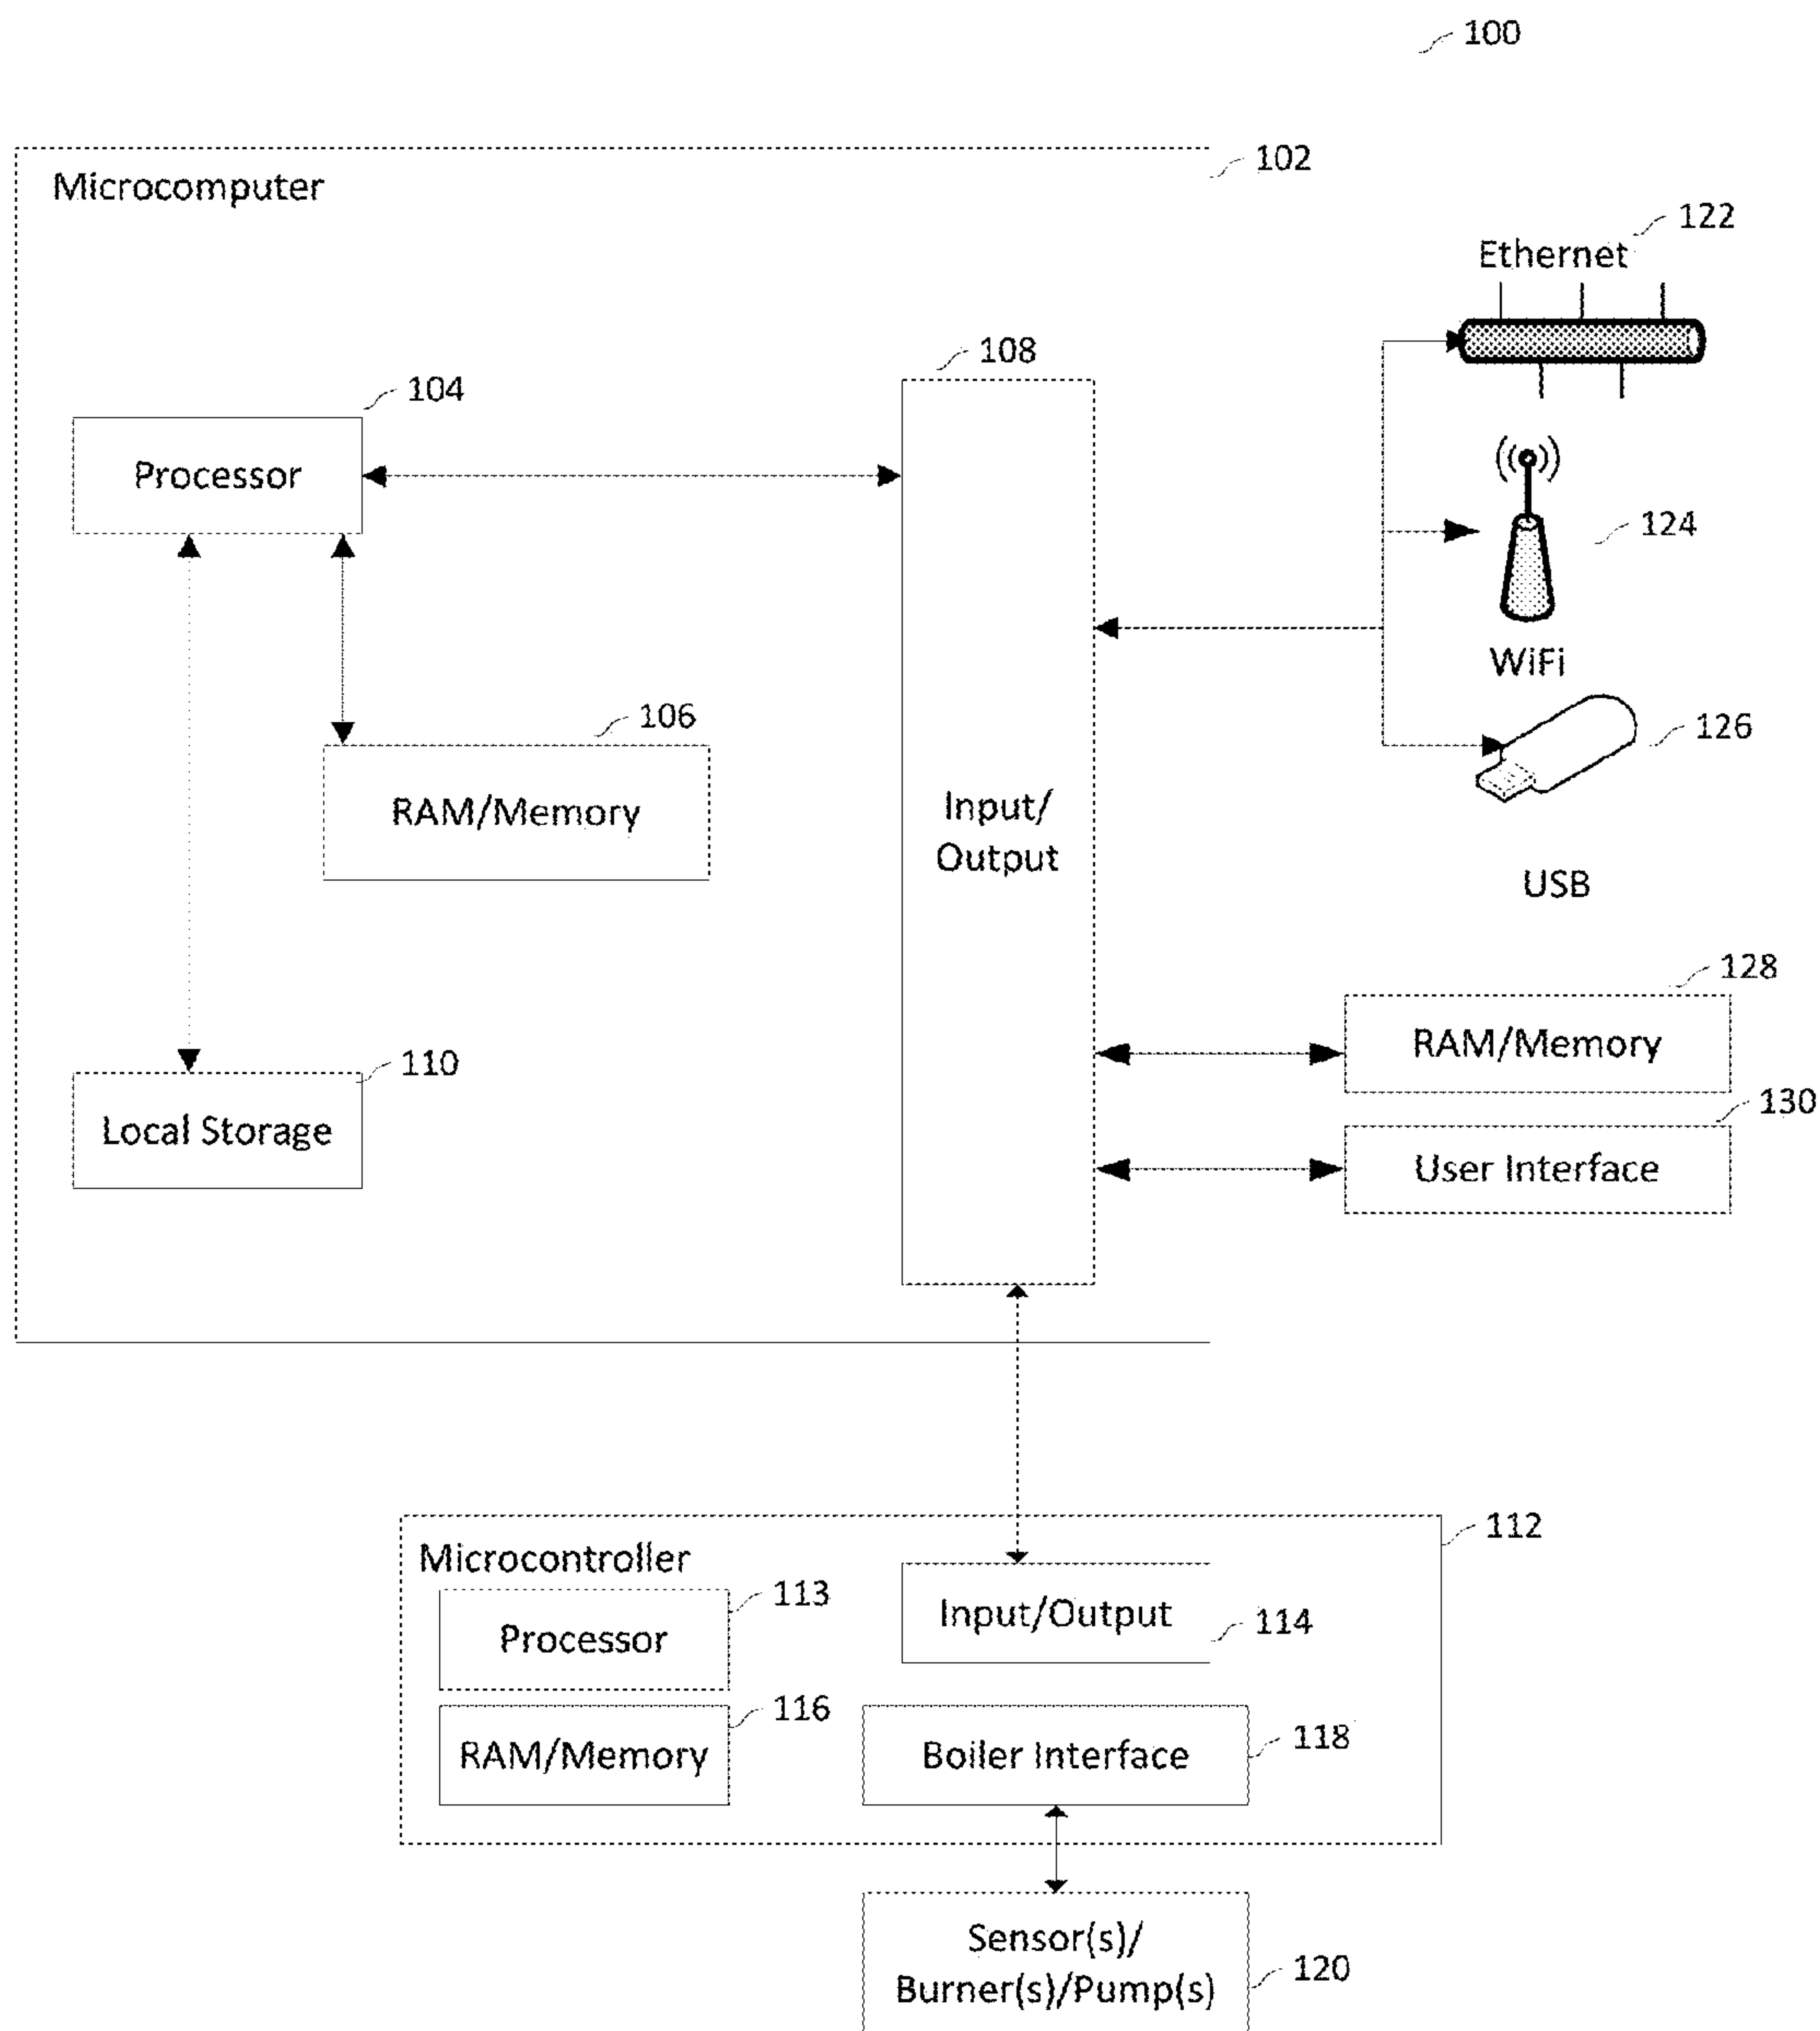 100
102
Microcomputer
122
Ethernet
108
104
Processor
124
WiFi
106
126
RAM/Memory
Input/
Output
USB
128
RAM/Memory
110
Local Storage
130
User Interface
112
Microcontroller
113
Processor
Input/Output
114
116
RAM/Memory
Boiler Interface
118
Sensor(s)/
Burner(s)/Pump(s)
120